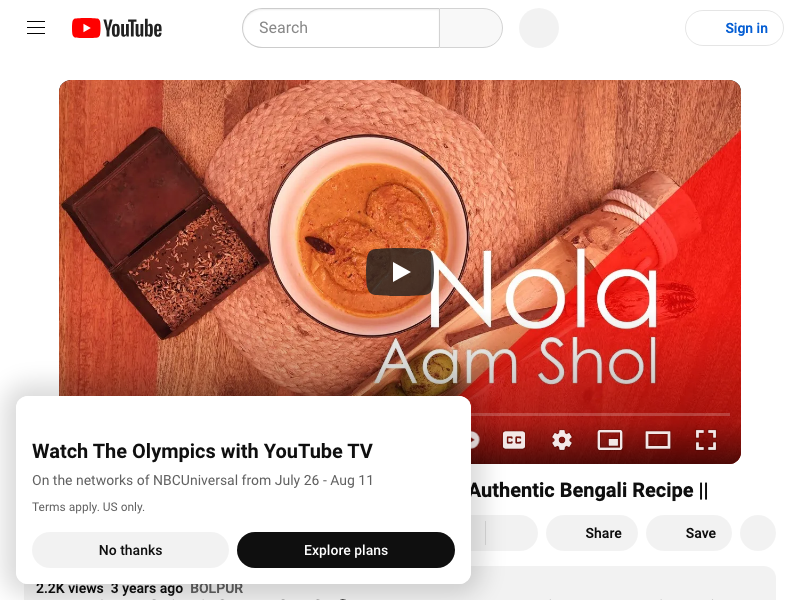 YouTube
Search
Sign in
Nola
Aam Shol
CC
Watch The Olympics with YouTube TV
On the networks of NBCUniversal from July 26 - Aug 11
Terms apply. US only.
No thanks
Explore plans
Authentic Bengali Recipe ||
Share
Save
2.2K views 3 years ago BOLPUR